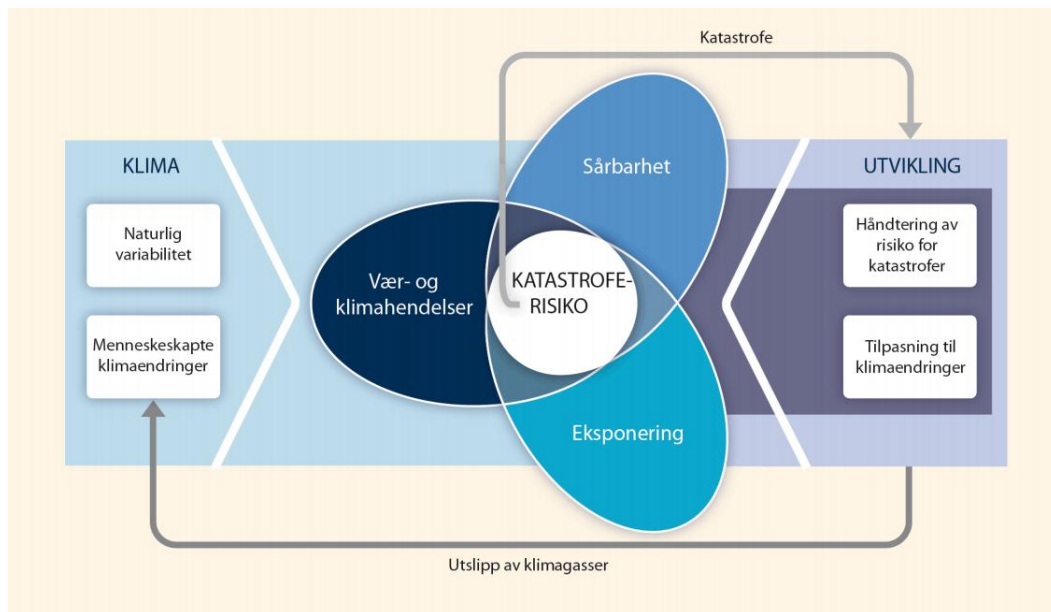 Katastrofe
KLIMA
Naturlig
variabilitet
Menneskeskapte
klimaendringer
Vær- og
klimahendelser
Sårbarhet
KATASTROFE-
RISIKO
Eksponering
UTVIKLING
Håndtering av
risiko for
katastrofer
Tilpasning til
klimaendringer
Utslipp av klimagasser